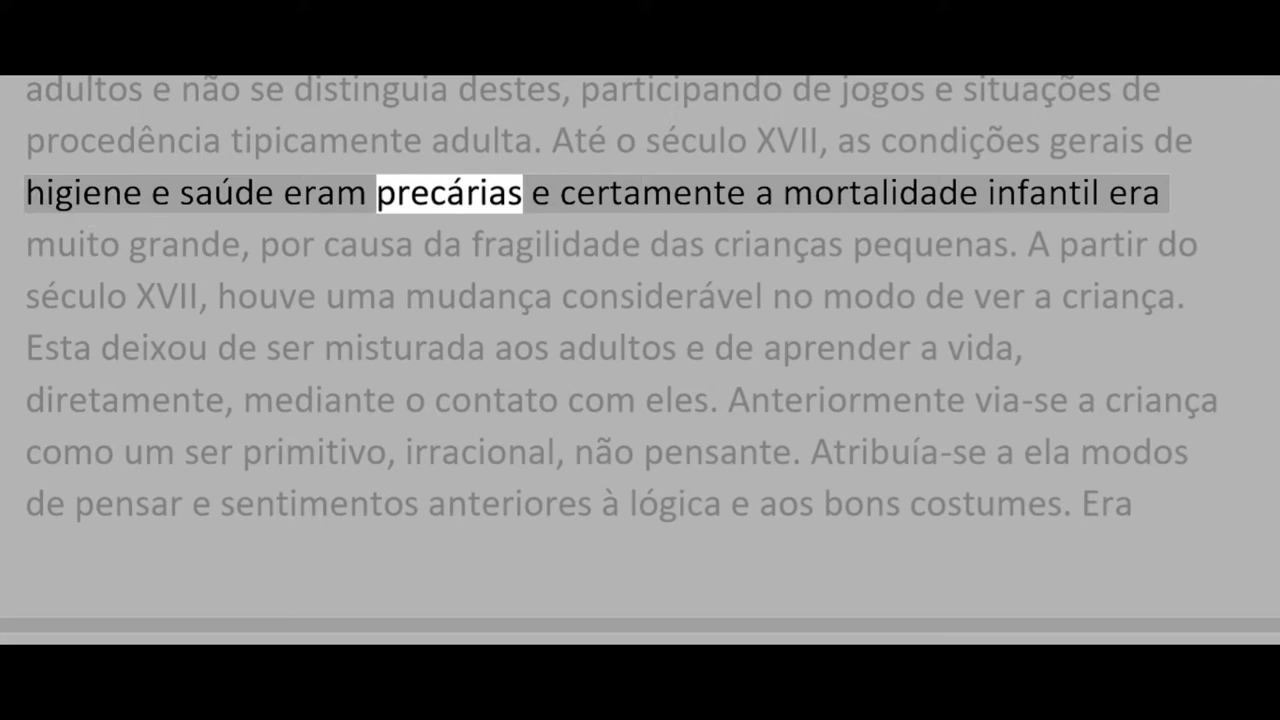 adultos e não se distinguia destes, participando de jogos e situações de
procedência tipicamente adulta. Até o século XVII, as condições gerais de
higiene e saúde eram precárias e certamente a mortalidade infantil era
muito grande, por causa da fragilidade das crianças pequenas. A partir do
século XVII, houve uma mudança considerável no modo de ver a criança.
Esta deixou de ser misturada aos adultos e de aprender a vida,
diretamente, mediante o contato com eles. Anteriormente via-se a criança
como um ser primitivo, irracional, não pensante. Atribuía-se a ela modos
de pensar e sentimentos anteriores à lógica e aos bons costumes. Era